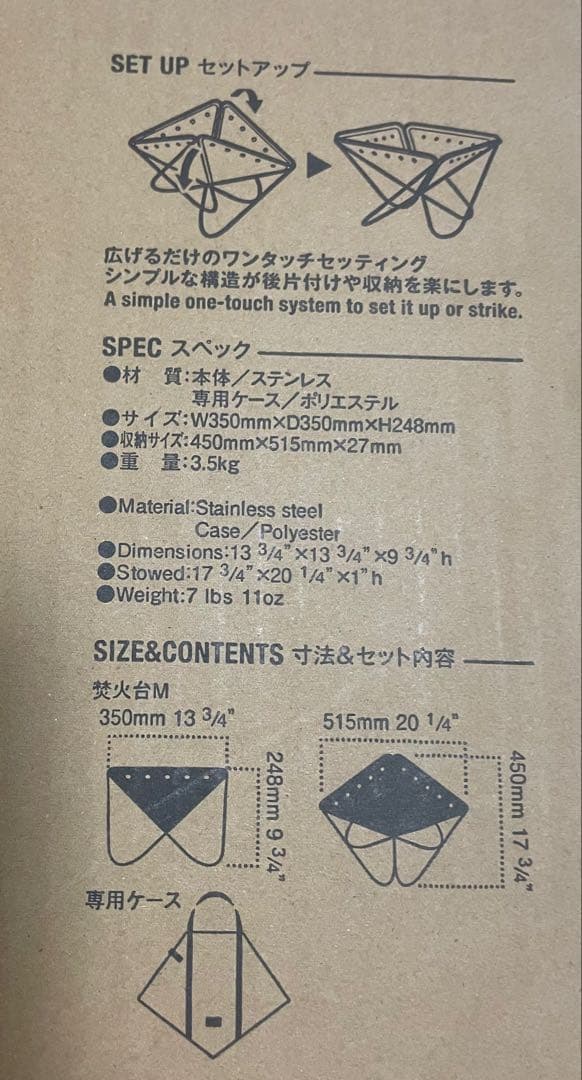 SET UP セットアップ
広げるだけのワンタッチセッティング
シンプルな構造が後片付けや収納を楽にします。
A simple one-touch system to set it up or strike.
SPEC スペック
●材　質:本体／ステンレス
専用ケース／ポリエステル
●サイズ:W350mm×D350mm×H248mm
●収納サイズ:450mm×515mm×27mm
●重　量:3.5kg
●Material:Stainless steel
Case／Polyester
●Dimensions:13 3/4"×13 3/4"×9 3/4"h
●Stowed:17 3/4"×20 1/4"×1"h
●Weight:7 lbs 11oz
SIZE&CONTENTS 寸法&セット内容
焚火台M
350mm 13 3/4"
248mm 9 3/4"
515mm 20 1/4"
450mm 17 3/4"
専用ケース